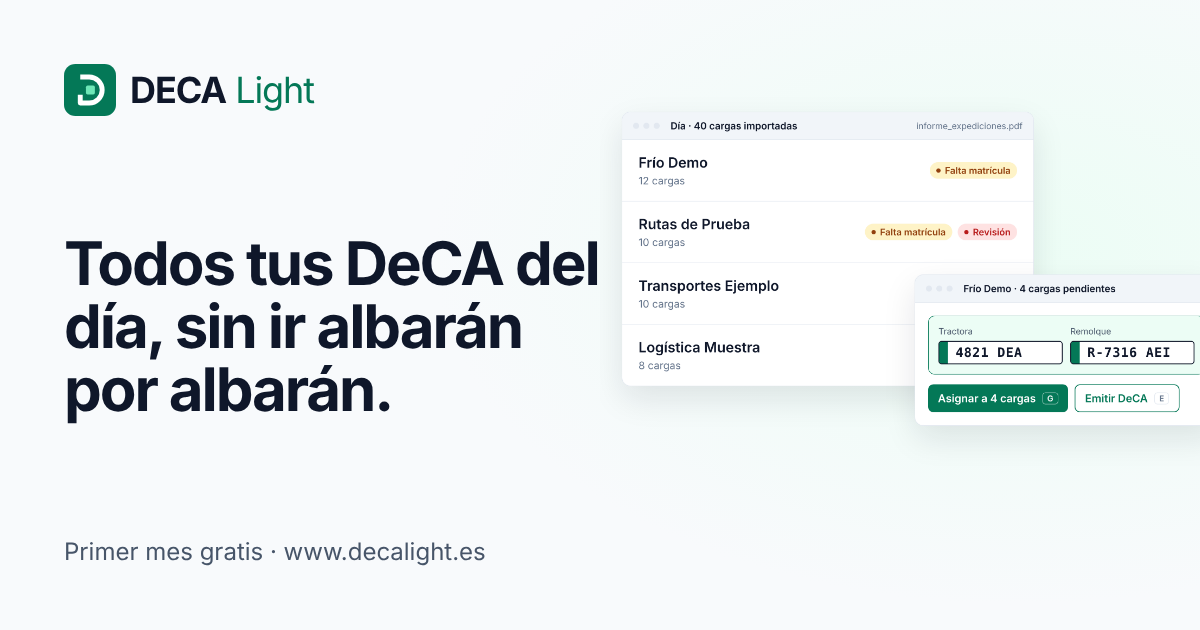 DECA Light
Todos tus DeCA del
día, sin ir albarán
por albarán.
Primer mes gratis · www.decalight.es
Día · 40 cargas importadas
informe_expediciones.pdf
Frío Demo
12 cargas
Falta matrícula
Rutas de Prueba
10 cargas
Falta matrícula
Revisión
Transportes Ejemplo
10 cargas
Logística Muestra
8 cargas
Frío Demo · 4 cargas pendientes
Tractora
4821 DEA
Remolque
R-7316 AEI
Asignar a 4 cargas G
Emitir DeCA E